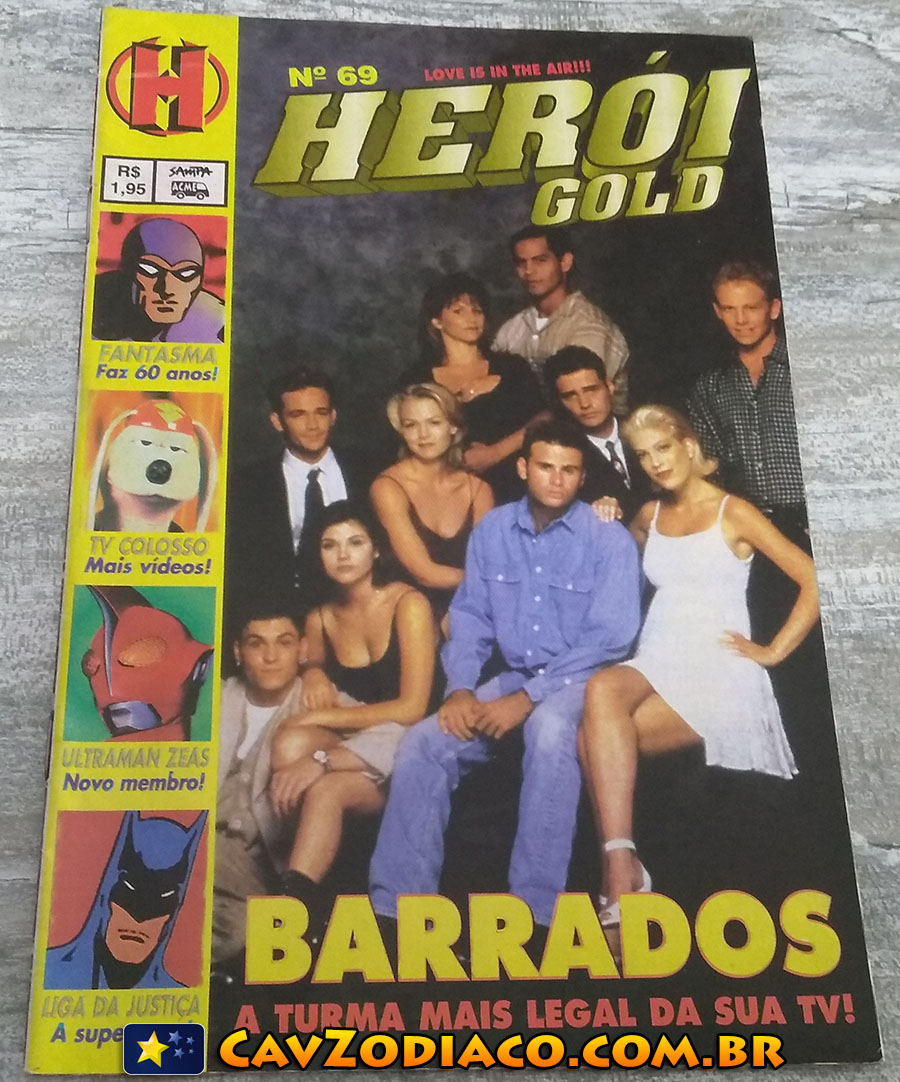 H
Nº 69
LOVE IS IN THE AIR!!!
HERÓI
GOLD
R$
1,95
SAMPA
ACME
FANTASMA
Faz 60 anos!
TV COLOSSO
Mais vídeos!
ULTRAMAN ZEAS
Novo membro!
LIGA DA JUSTIÇA
A
BARRADOS
A TURMA MAIS LEGAL DA SUA TV!
CavZodiaco.com.br